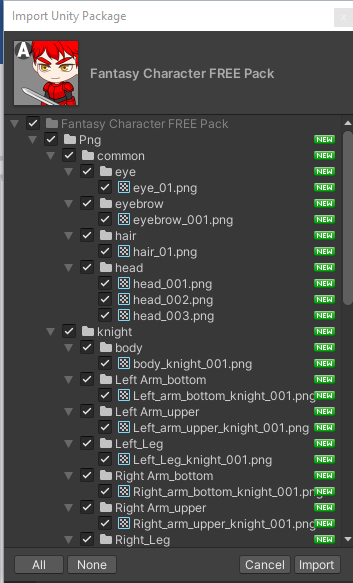 Import Unity Package
A
Fantasy Character FREE Pack
Fantasy Character FREE Pack
Png NEW
common NEW
eye NEW
eye_01.png NEW
eyebrow NEW
eyebrow_001.png NEW
hair NEW
hair_01.png NEW
head NEW
head_001.png NEW
head_002.png NEW
head_003.png NEW
knight NEW
body NEW
body_knight_001.png NEW
Left Arm_bottom NEW
Left_arm_bottom_knight_001.png NEW
Left Arm_upper NEW
Left_arm_upper_knight_001.png NEW
Left_Leg NEW
Left_Leg_knight_001.png NEW
Right Arm_bottom NEW
Right_arm_bottom_knight_001.png NEW
Right Arm_upper NEW
Right_arm_upper_knight_001.png NEW
Right_Leg NEW
All None Cancel Import